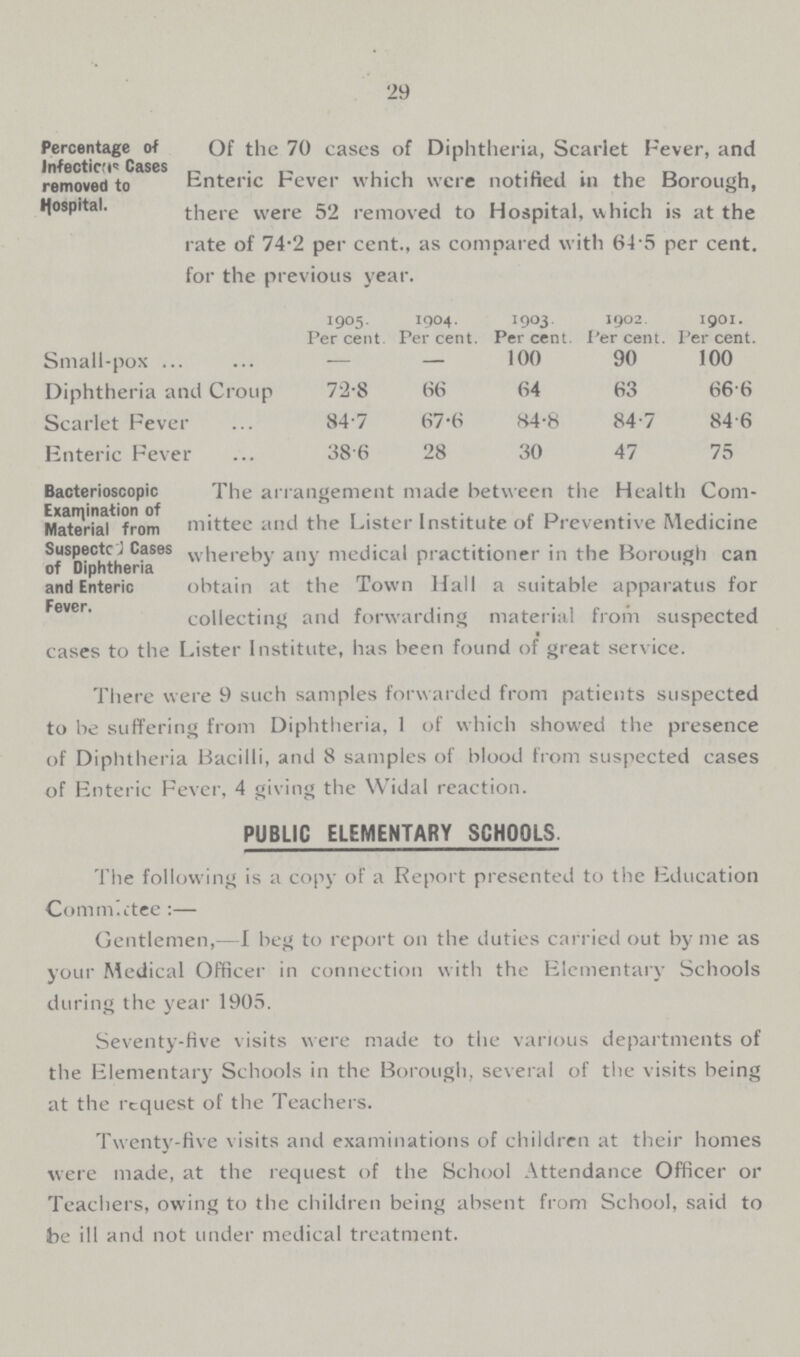 29
Percentage of
Infectious Cases
removed to
Hospital.
Of the 70 cases of Diphtheria, Scarlet Fever, and
Enteric Fever which were notified in the Borough,
there were 52 removed to Hospital, which is at the
rate of 74·2 per cent., as compared with 64·5 per cent.
for the previous year.
1905. 1904. 1903. 1902. 1901.
Per cent. Per cent. Per cent. Per cent. Per cent.
Small-pox ... ... — — 100 90 100
Diphtheria and Croup 72·8 66 64 63 66·6
Scarlet Fever ... 84·7 67·6 84·8 84·7 84·6
Enteric Fever ... 38·6 28 30 47 75
Bacterioscopic
Examination of
Material from
Suspected Cases
of Diphtheria
and Enteric
Fever.
The arrangement made between the Health Com-
mittee and the Lister Institute of Preventive Medicine
whereby any medical practitioner in the Borough can
obtain at the Town Hall a suitable apparatus for
collecting and forwarding material from suspected
cases to the Lister Institute, has been found of great service.
There were 9 such samples forwarded from patients suspected
to be suffering from Diphtheria, 1 of which showed the presence
of Diphtheria Bacilli, and 8 samples of blood from suspected cases
of Enteric Fever, 4 giving the Widal reaction.
PUBLIC ELEMENTARY SCHOOLS.
The following is a copy of a Report presented to the Education
Committee :—
Gentlemen,—I beg to report on the duties carried out by me as
your Medical Officer in connection with the Elementary Schools
during the year 1905.
Seventy-five visits were made to the various departments of
the Elementary Schools in the Borough, several of the visits being
at the request of the Teachers.
Twenty-five visits and examinations of children at their homes
were made, at the request of the School Attendance Officer or
Teachers, owing to the children being absent from School, said to
be ill and not under medical treatment.